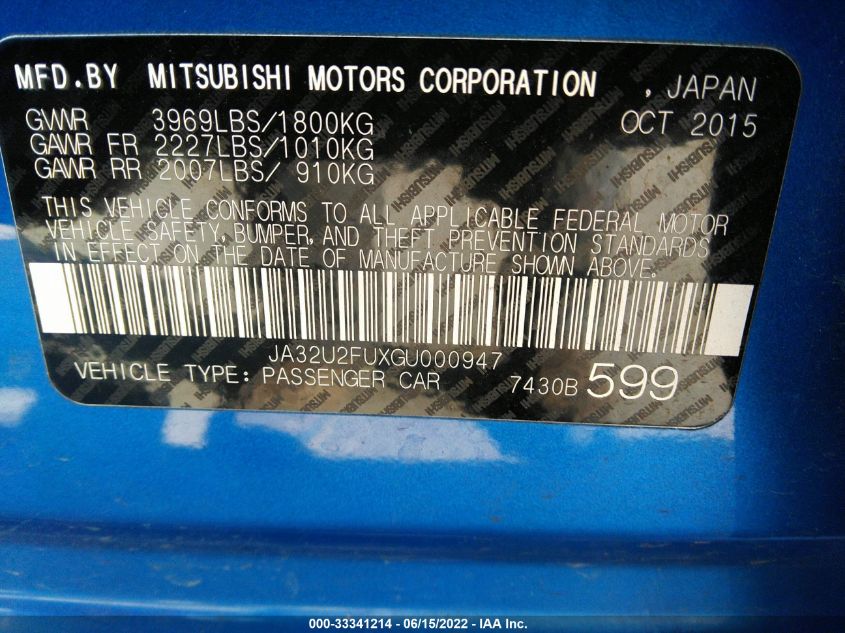 MFD.BY MITSUBISHI MOTORS CORPORATION , JAPAN
GVWR 3969LBS/1800KG OCT 2015
GAWR FR 2227LBS/1010KG
GAWR RR 2007LBS/ 910KG
THIS VEHICLE CONFORMS TO ALL APPLICABLE FEDERAL MOTOR
VEHICLE SAFETY, BUMPER, AND THEFT PREVENTION STANDARDS
IN EFFECT ON THE DATE OF MANUFACTURE SHOWN ABOVE.
JA32U2FUXGU000947
VEHICLE TYPE: PASSENGER CAR 7430B 599
000-33341214 - 06/15/2022 - IAA Inc.